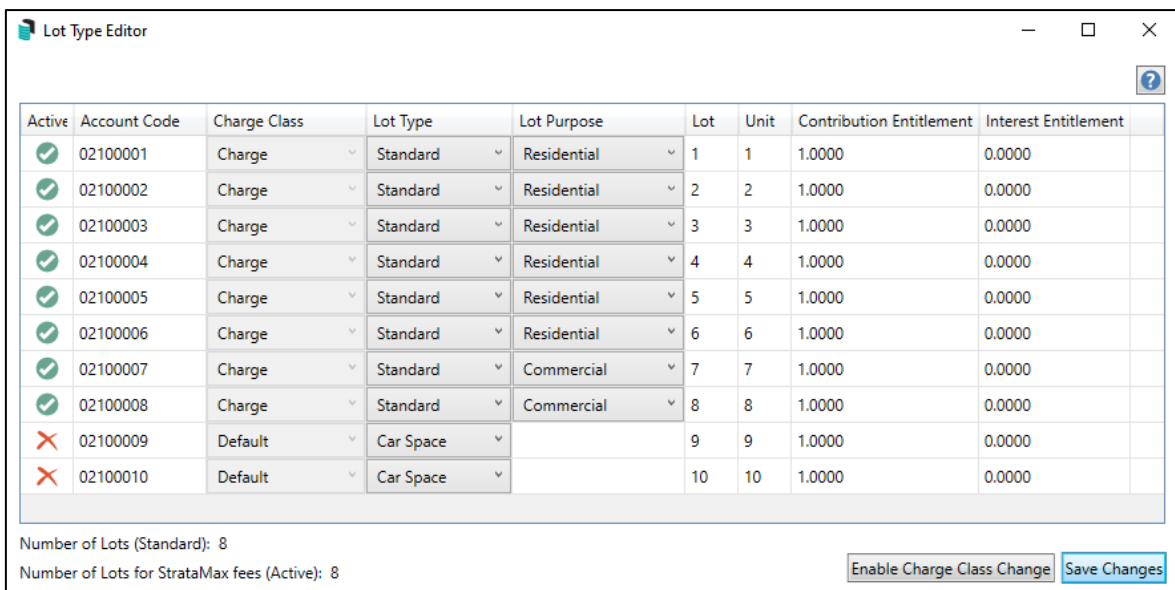 Lot Type Editor
Active Account Code Charge Class Lot Type Lot Purpose Lot Unit Contribution Entitlement Interest Entitlement
02100001 Charge Standard Residential 1 1 1.0000 0.0000
02100002 Charge Standard Residential 2 2 1.0000 0.0000
02100003 Charge Standard Residential 3 3 1.0000 0.0000
02100004 Charge Standard Residential 4 4 1.0000 0.0000
02100005 Charge Standard Residential 5 5 1.0000 0.0000
02100006 Charge Standard Residential 6 6 1.0000 0.0000
02100007 Charge Standard Commercial 7 7 1.0000 0.0000
02100008 Charge Standard Commercial 8 8 1.0000 0.0000
02100009 Default Car Space 9 9 1.0000 0.0000
02100010 Default Car Space 10 10 1.0000 0.0000
Number of Lots (Standard): 8
Number of Lots for StrataMax fees (Active): 8
Enable Charge Class Change Save Changes